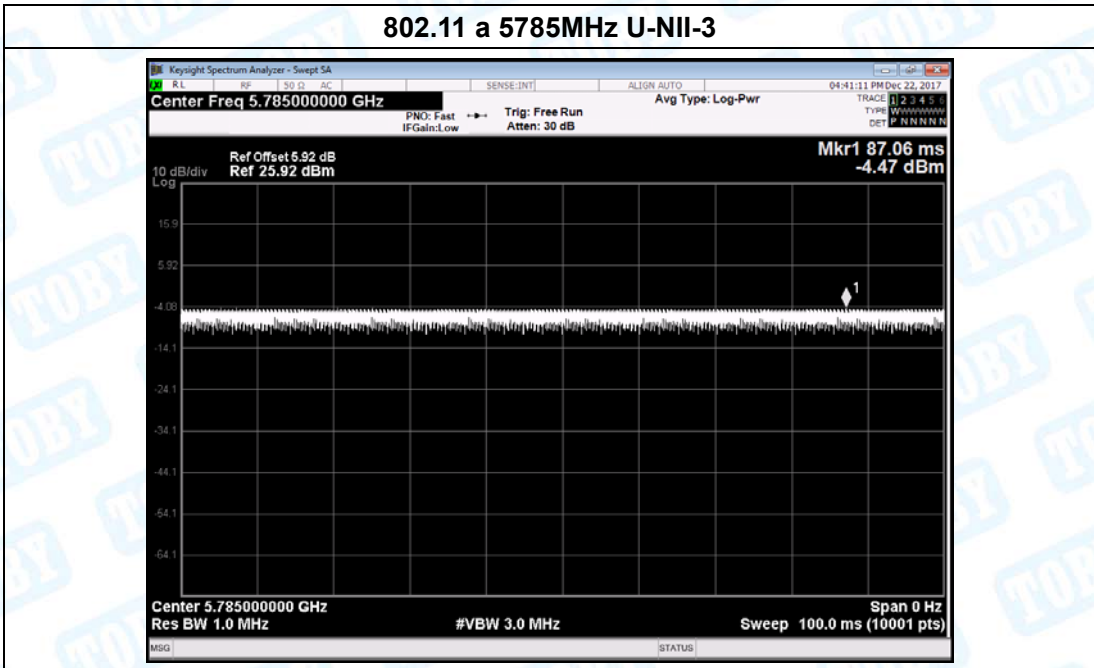 802.11 a 5785MHz U-NII-3
Keysight Spectrum Analyzer - Swept SA
RL RF 50 Ω AC SENSE:INT ALIGN AUTO 04:41:11 PM Dec 22, 2017
Center Freq 5.785000000 GHz
PNO: Fast
IFGain:Low
Trig: Free Run
Atten: 30 dB
Avg Type: Log-Pwr
TRACE 1 2 3 4 5 6
TYPE WWWWWW
DET P N N N N N
Mkr1 87.06 ms
-4.47 dBm
Ref Offset 5.92 dB
10 dB/div Ref 25.92 dBm
Log
15.9
5.92
1
-4.08
-14.1
-24.1
-34.1
-44.1
-54.1
-64.1
Center 5.785000000 GHz Span 0 Hz
Res BW 1.0 MHz #VBW 3.0 MHz Sweep 100.0 ms (10001 pts)
MSG STATUS
TOBY